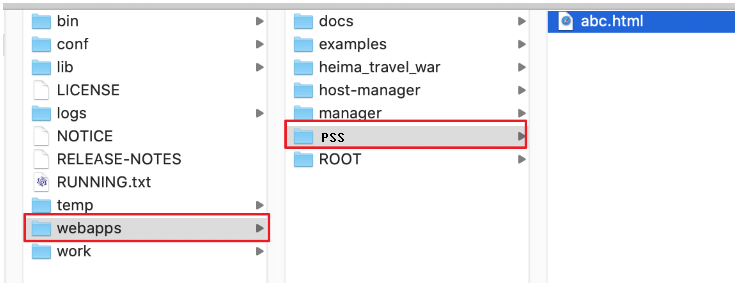 bin
conf
lib
LICENSE
logs
NOTICE
RELEASE-NOTES
RUNNING.txt
temp
webapps
work
docs
examples
heima_travel_war
host-manager
manager
PSS
ROOT
abc.html